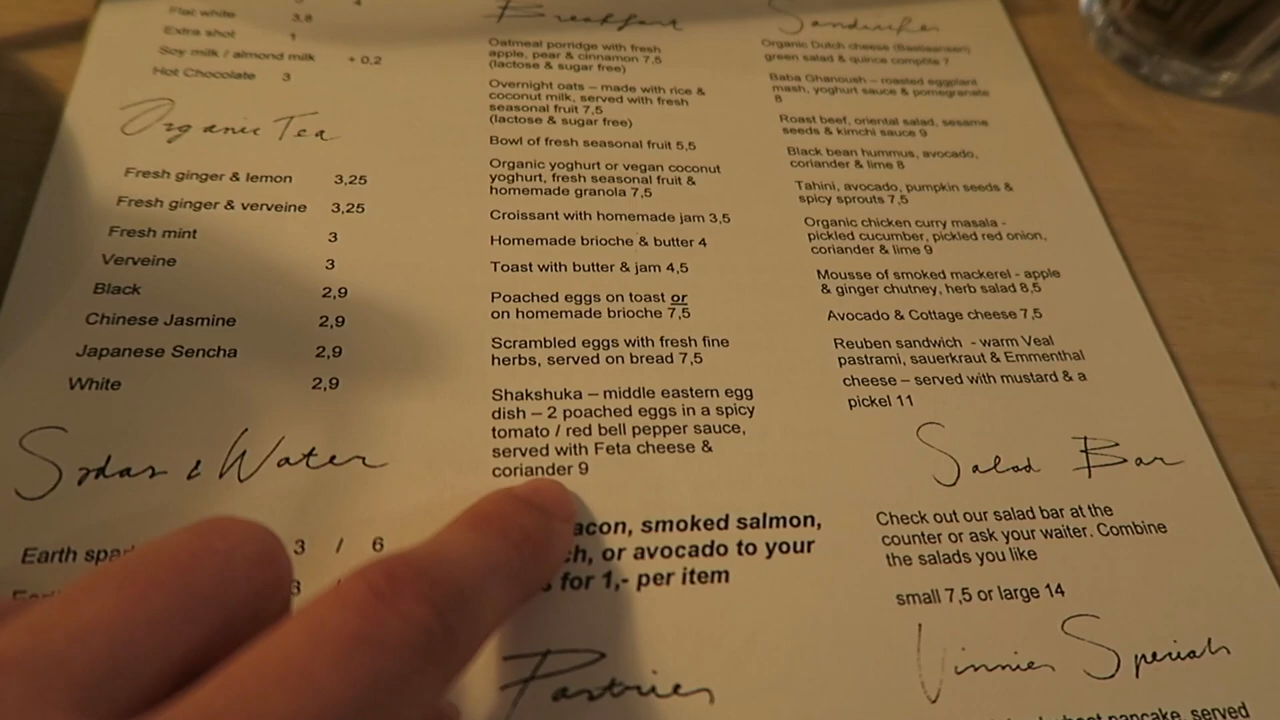 Flat white 3,8
Extra shot 1
Soy milk / almond milk + 0,2
Hot Chocolate 3
Organic Tea
Fresh ginger & lemon 3,25
Fresh ginger & verveine 3,25
Fresh mint 3
Verveine 3
Black 2,9
Chinese Jasmine 2,9
Japanese Sencha 2,9
White 2,9
Sodas & Water
Earth 3 / 6
Breakfast
Oatmeal porridge with fresh
apple, pear & cinnamon 7,5
(lactose & sugar free)
Overnight oats – made with rice &
coconut milk, served with fresh
seasonal fruit 7,5
(lactose & sugar free)
Bowl of fresh seasonal fruit 5,5
Organic yoghurt or vegan coconut
yoghurt, fresh seasonal fruit &
homemade granola 7,5
Croissant with homemade jam 3,5
Homemade brioche & butter 4
Toast with butter & jam 4,5
Poached eggs on toast or
on homemade brioche 7,5
Scrambled eggs with fresh fine
herbs, served on bread 7,5
Shakshuka – middle eastern egg
dish – 2 poached eggs in a spicy
tomato / red bell pepper sauce,
served with Feta cheese &
coriander 9
acon, smoked salmon,
ch, or avocado to your
for 1,- per item
Pastries
Sandwiches
Organic Dutch cheese (Bastiaansen)
green salad & quince compôte 7
Baba Ghanoush – roasted eggplant
mash, yoghurt sauce & pomegranate
8
Roast beef, oriental salad, sesame
seeds & kimchi sauce 9
Black bean hummus, avocado,
coriander & lime 8
Tahini, avocado, pumpkin seeds &
spicy sprouts 7,5
Organic chicken curry masala -
pickled cucumber, pickled red onion,
coriander & lime 9
Mousse of smoked mackerel - apple
& ginger chutney, herb salad 8,5
Avocado & Cottage cheese 7,5
Reuben sandwich - warm Veal
pastrami, sauerkraut & Emmenthal
cheese – served with mustard & a
pickel 11
Salad Bar
Check out our salad bar at the
counter or ask your waiter. Combine
the salads you like
small 7,5 or large 14
Vinnies Specials
pancake, served